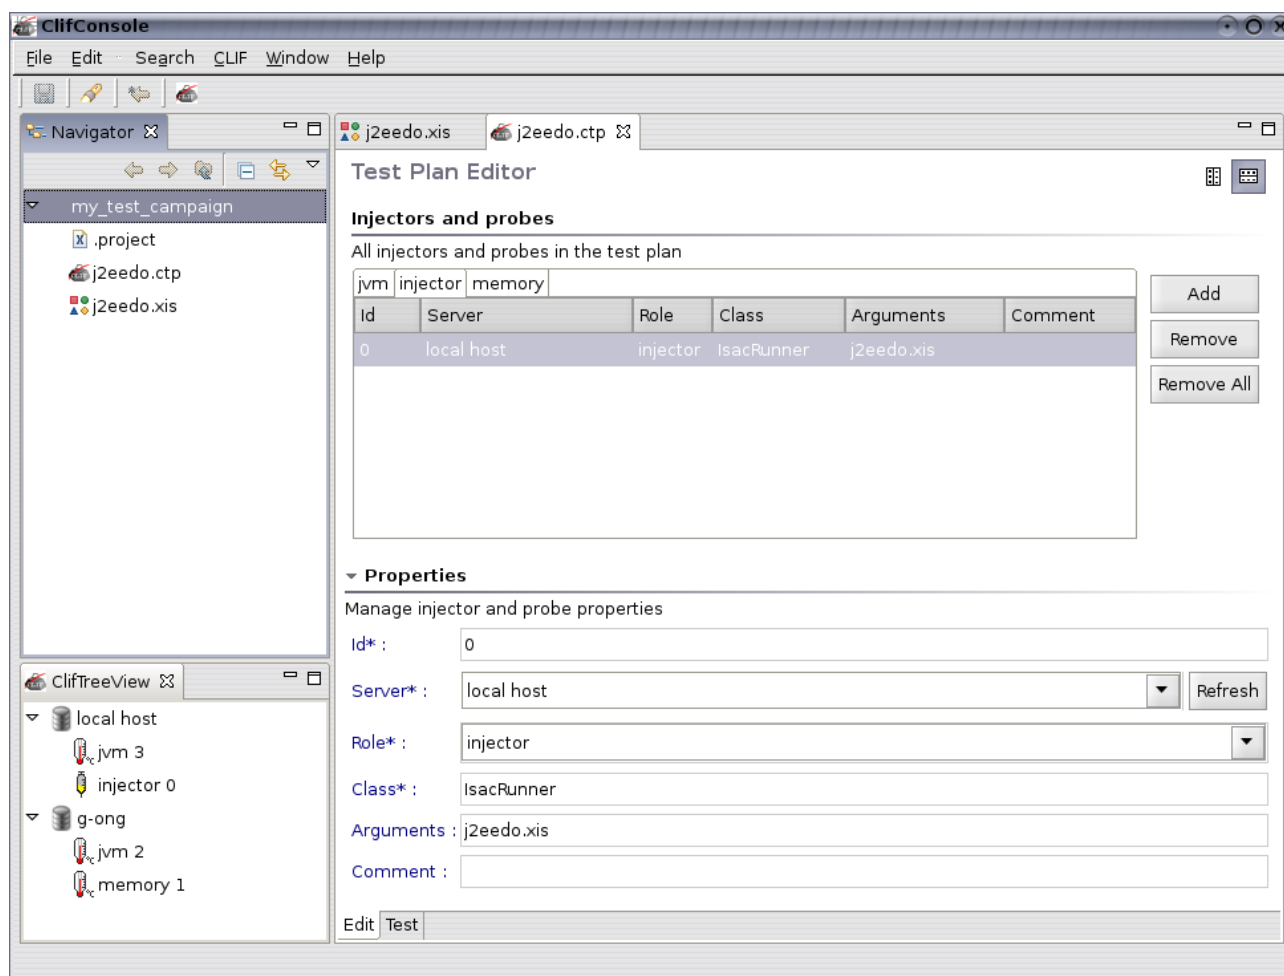 ClifConsole
File Edit Search CLIF Window Help
Navigator
my_test_campaign
.project
j2eedo.ctp
j2eedo.xis
ClifTreeView
local host
jvm 3
injector 0
g-ong
jvm 2
memory 1
j2eedo.xis j2eedo.ctp
Test Plan Editor
Injectors and probes
All injectors and probes in the test plan
jvm injector memory
Id Server Role Class Arguments Comment
0 local host injector IsacRunner j2eedo.xis
Add
Remove
Remove All
Properties
Manage injector and probe properties
Id* : 0
Server* : local host Refresh
Role* : injector
Class* : IsacRunner
Arguments : j2eedo.xis
Comment :
Edit Test